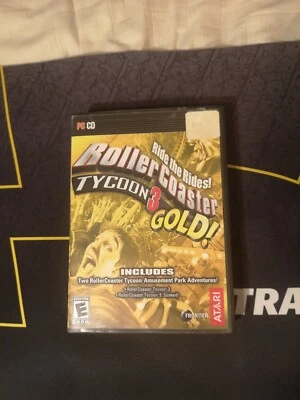 PC CD
Ride the Rides!
RollerCoaster
TYCOON 3
GOLD!
INCLUDES
Two RollerCoaster Tycoon Amusement Park Adventures!
• RollerCoaster Tycoon 3
• RollerCoaster Tycoon 3 Soaked!
E
FRONTIER
ATARI
TRA